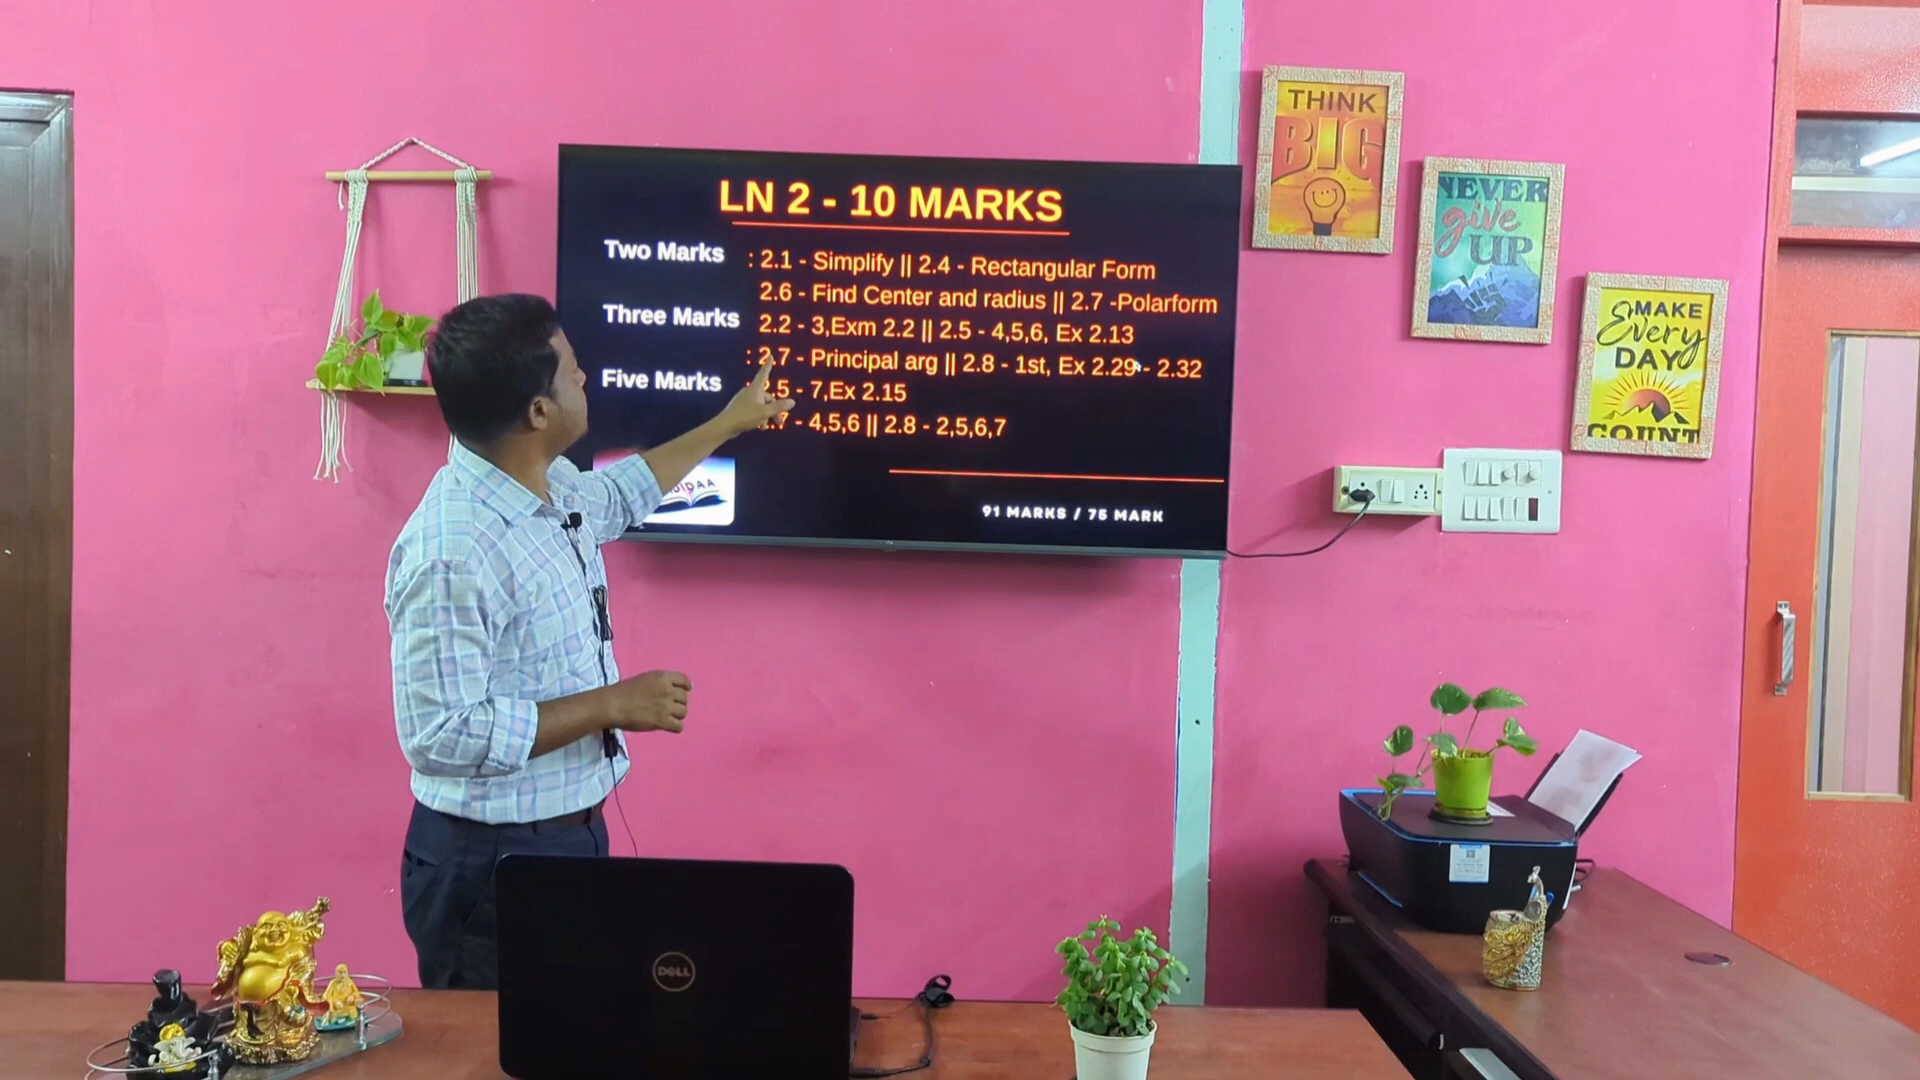 LN 2 - 10 MARKS
Two Marks : 2.1 - Simplify || 2.4 - Rectangular Form
2.6 - Find Center and radius || 2.7 -Polarform
Three Marks 2.2 - 3,Exm 2.2 || 2.5 - 4,5,6, Ex 2.13
: 2.7 - Principal arg || 2.8 - 1st, Ex 2.29 - 2.32
Five Marks .5 - 7,Ex 2.15
.7 - 4,5,6 || 2.8 - 2,5,6,7
91 MARKS / 75 MARK
THINK
BIG
NEVER
give
UP
MAKE
Every
DAY
COUNT
DELL